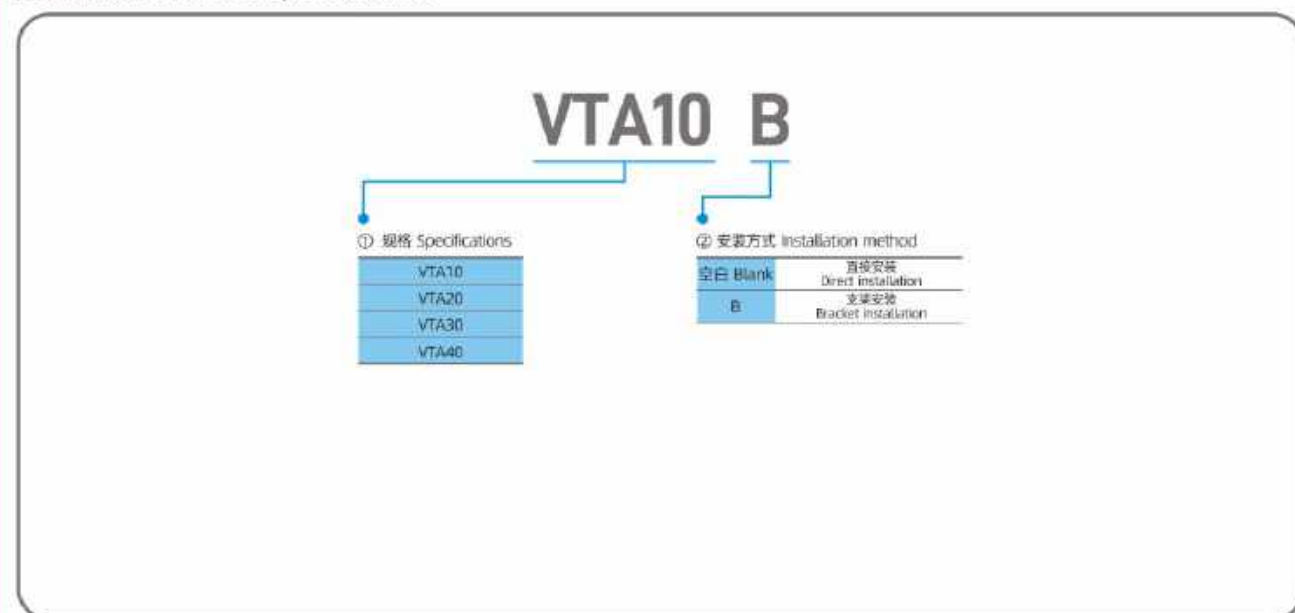 VTA10 B
① 规格 Specifications
VTA10
VTA20
VTA30
VTA40
② 安装方式 Installation method
空白 Blank
直接安装
Direct installation
B
支架安装
Bracket installation